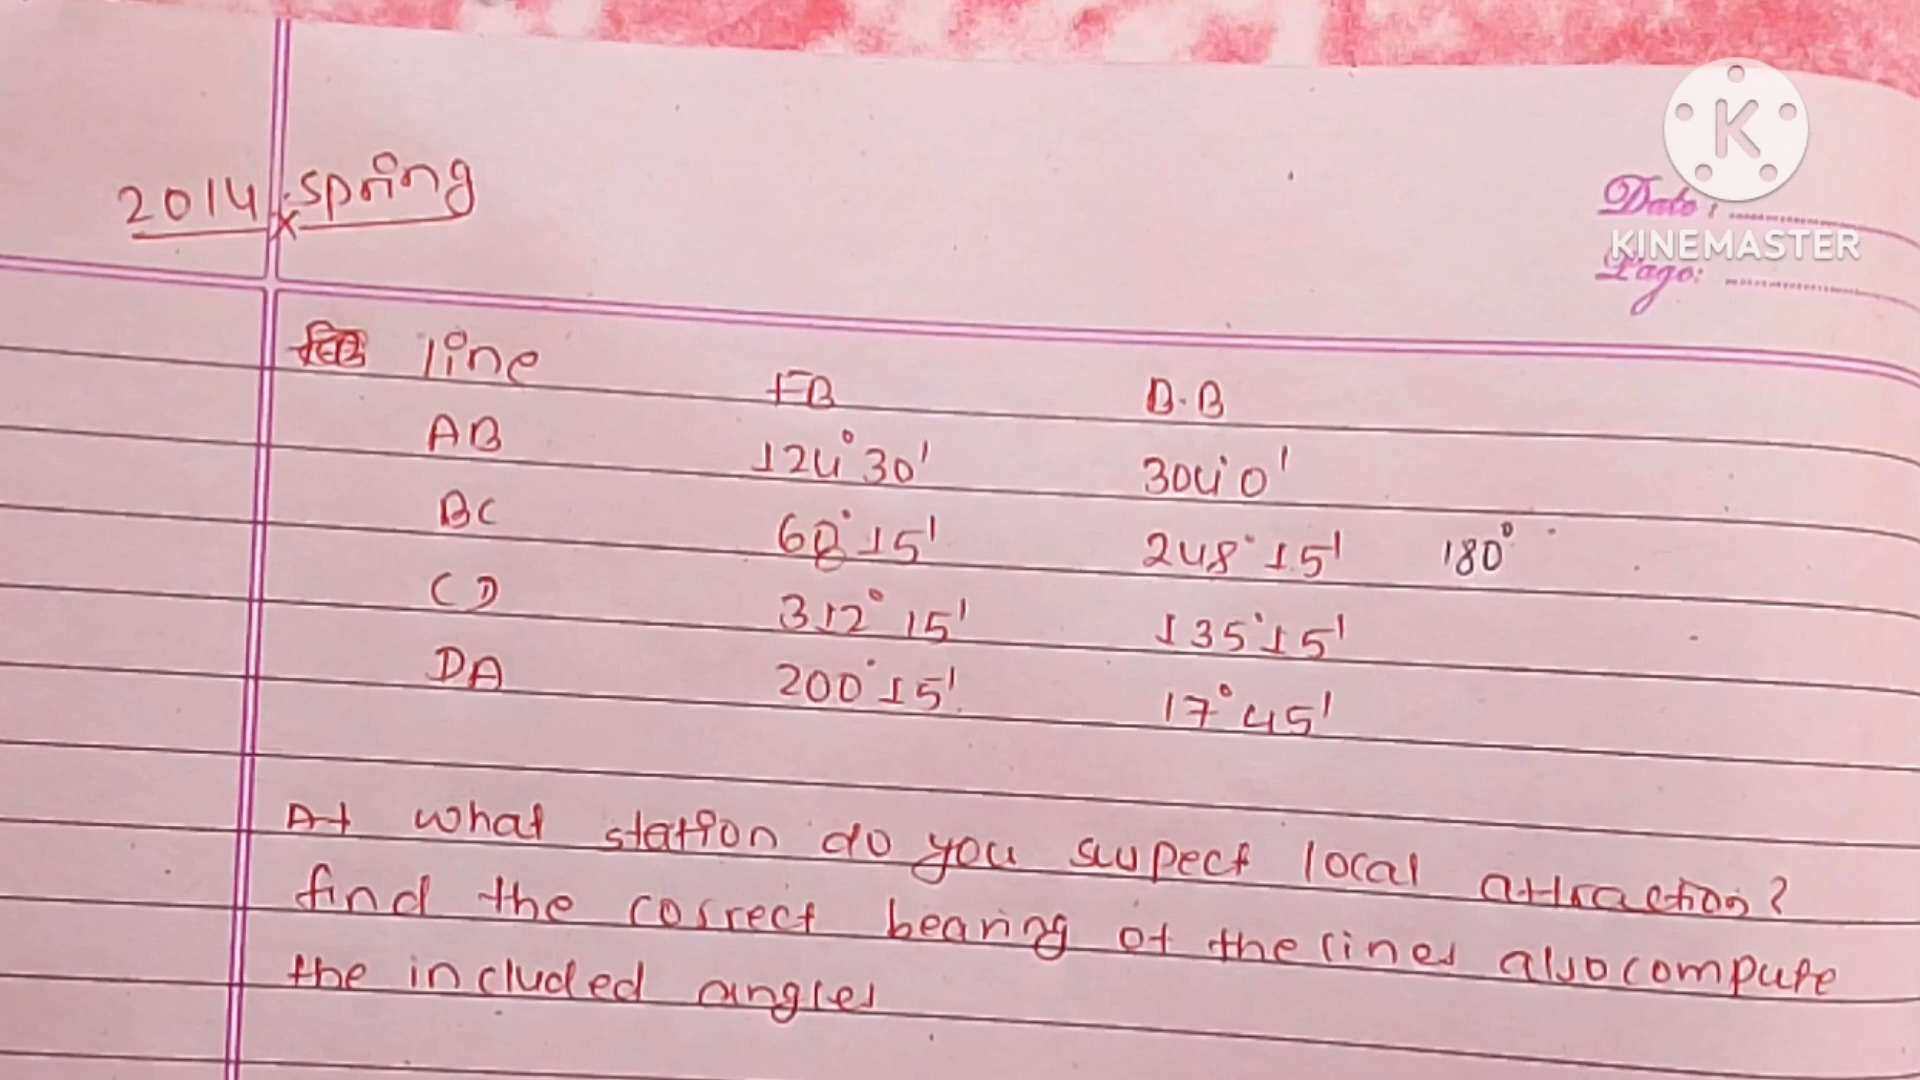 2014 spring
Date:
KINEMASTER
Page:
line FB B.B
AB 124°30' 304°0'
BC 68°15' 248°15' 180°
CD 312°15' 135°15'
DA 200°15' 17°45'
At what station do you suspect local attraction?
find the correct bearing of the lines also compute
the included angles